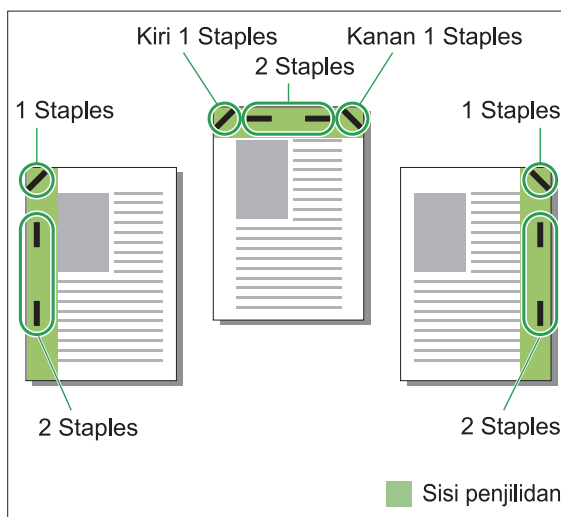 Kiri 1 Staples
Kanan 1 Staples
2 Staples
1 Staples
1 Staples
2 Staples
2 Staples
Sisi penjilidan